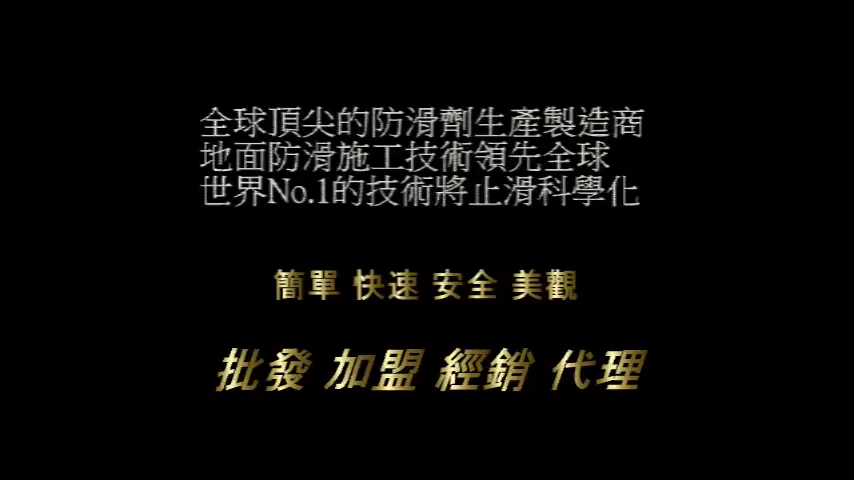 全球頂尖的防滑劑生產製造商
地面防滑施工技術領先全球
世界No.1的技術將止滑科學化
簡單 快速 安全 美觀
批發 加盟 經銷 代理